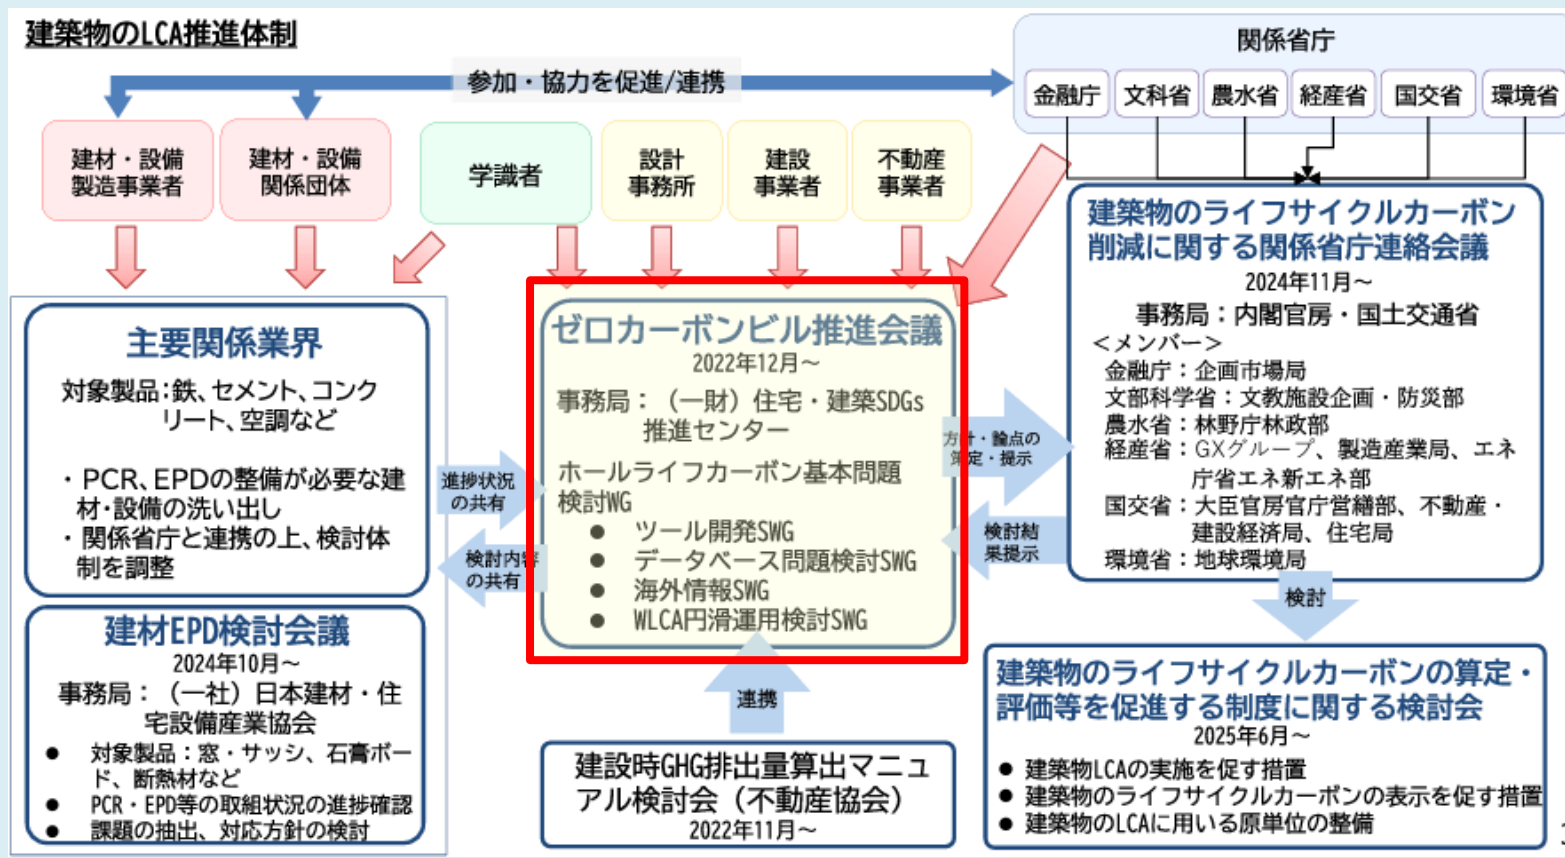 建築物のLCA推進体制
関係省庁
参加・協力を促進/連携
金融庁
文科省
農水省
経産省
国交省
環境省
建材・設備
製造事業者
建材・設備
関係団体
学識者
設計
事務所
建設
事業者
不動産
事業者
主要関係業界
対象製品：鉄、セメント、コンク
リート、空調など
・PCR、EPDの整備が必要な建
材・設備の洗い出し
・関係省庁と連携の上、検討体
制を調整
建材EPD検討会議
2024年10月～
事務局：（一社）日本建材・住
宅設備産業協会
● 対象製品：窓・サッシ、石膏ボー
ド、断熱材など
● PCR・EPD等の取組状況の進捗確認
● 課題の抽出、対応方針の検討
進捗状況
の共有
検討内容
の共有
ゼロカーボンビル推進会議
2022年12月～
事務局：（一財）住宅・建築SDGs
推進センター
ホールライフカーボン基本問題
検討WG
● ツール開発SWG
● データベース問題検討SWG
● 海外情報SWG
● WLCA円滑運用検討SWG
連携
建設時GHG排出量算出マニュ
アル検討会（不動産協会）
2022年11月～
方針・論点の
策定・提示
検討結
果提示
建築物のライフサイクルカーボン
削減に関する関係省庁連絡会議
2024年11月～
事務局：内閣官房・国土交通省
＜メンバー＞
金融庁：企画市場局
文部科学省：文教施設企画・防災部
農水省：林野庁林政部
経産省：GXグループ、製造産業局、エネ
庁省エネ新エネ部
国交省：大臣官房官庁営繕部、不動産・
建設経済局、住宅局
環境省：地球環境局
検討
建築物のライフサイクルカーボンの算定・
評価等を促進する制度に関する検討会
2025年6月～
● 建築物LCAの実施を促す措置
● 建築物のライフサイクルカーボンの表示を促す措置
● 建築物のLCAに用いる原単位の整備